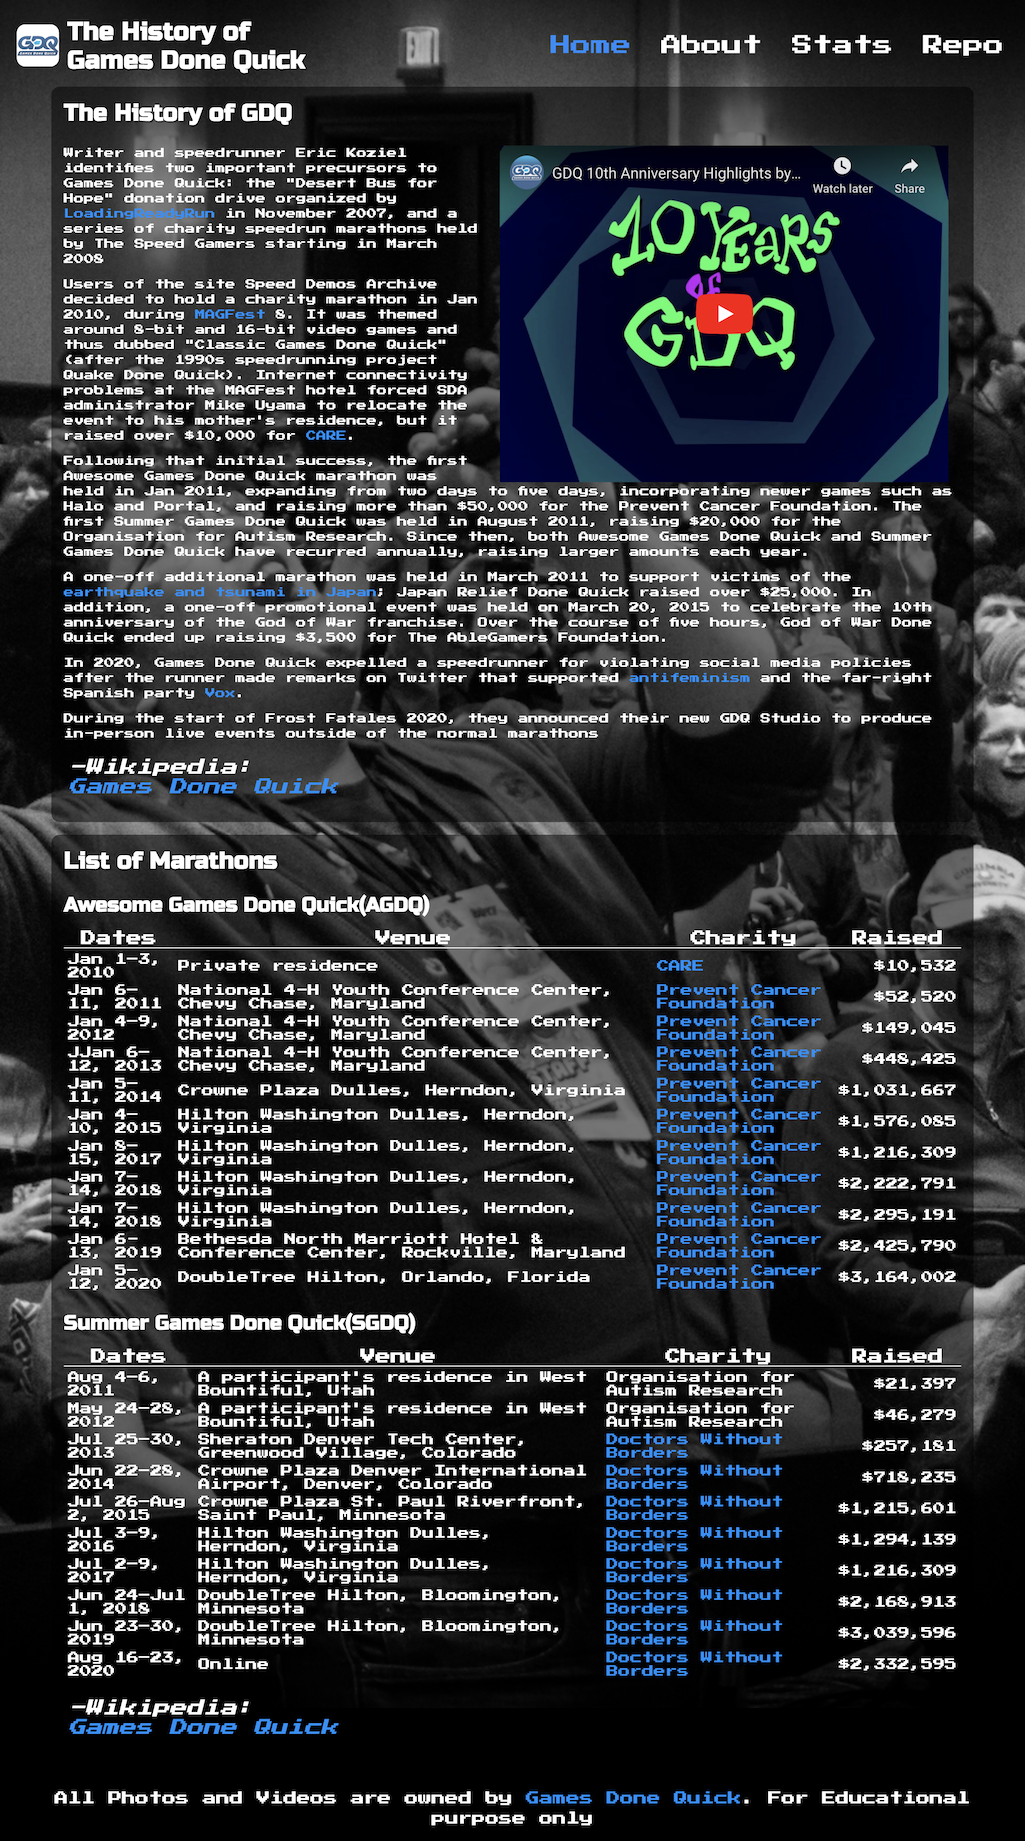 The History of
Games Done Quick
Home About Stats Repo
The History of GDQ
Writer and speedrunner Eric Koziel
identifies two important precursors to
Games Done Quick: the "Desert Bus for
Hope" donation drive organized by
LoadingReadyRun in November 2007, and a
series of charity speedrun marathons held
by The Speed Gamers starting in March
2008
GDQ 10th Anniversary Highlights by...
Watch later
Share
10 YEARS
OF
GDQ
Users of the site Speed Demos Archive
decided to hold a charity marathon in Jan
2010, during MAGFest 8. It was themed
around 8-bit and 16-bit video games and
thus dubbed "Classic Games Done Quick"
(after the 1990s speedrunning project
Quake Done Quick). Internet connectivity
problems at the MAGFest hotel forced SDA
administrator Mike Uyama to relocate the
event to his mother's residence, but it
raised over $10,000 for CARE.
Following that initial success, the first
Awesome Games Done Quick marathon was
held in Jan 2011, expanding from two days to five days, incorporating newer games such as
Halo and Portal, and raising more than $50,000 for the Prevent Cancer Foundation. The
first Summer Games Done Quick was held in August 2011, raising $20,000 for the
Organisation for Autism Research. Since then, both Awesome Games Done Quick and Summer
Games Done Quick have recurred annually, raising larger amounts each year.
A one-off additional marathon was held in March 2011 to support victims of the
earthquake and tsunami in Japan; Japan Relief Done Quick raised over $25,000. In
addition, a one-off promotional event was held on March 20, 2015 to celebrate the 10th
anniversary of the God of War franchise. Over the course of five hours, God of War Done
Quick ended up raising $3,500 for The AbleGamers Foundation.
In 2020, Games Done Quick expelled a speedrunner for violating social media policies
after the runner made remarks on Twitter that supported antifeminism and the far-right
Spanish party Vox.
During the start of Frost Fatales 2020, they announced their new GDQ Studio to produce
in-person live events outside of the normal marathons
-Wikipedia:
Games Done Quick
List of Marathons
Awesome Games Done Quick(AGDQ)
Dates Venue Charity Raised
Jan 1-3, 2010 Private residence CARE $10,532
Jan 6-11, 2011 National 4-H Youth Conference Center, Chevy Chase, Maryland Prevent Cancer Foundation $52,520
Jan 4-9, 2012 National 4-H Youth Conference Center, Chevy Chase, Maryland Prevent Cancer Foundation $149,045
JJan 6-12, 2013 National 4-H Youth Conference Center, Chevy Chase, Maryland Prevent Cancer Foundation $448,425
Jan 5-11, 2014 Crowne Plaza Dulles, Herndon, Virginia Prevent Cancer Foundation $1,031,667
Jan 4-10, 2015 Hilton Washington Dulles, Herndon, Virginia Prevent Cancer Foundation $1,576,085
Jan 8-15, 2017 Hilton Washington Dulles, Herndon, Virginia Prevent Cancer Foundation $1,216,309
Jan 7-14, 2018 Hilton Washington Dulles, Herndon, Virginia Prevent Cancer Foundation $2,222,791
Jan 7-14, 2018 Hilton Washington Dulles, Herndon, Virginia Prevent Cancer Foundation $2,295,191
Jan 6-13, 2019 Bethesda North Marriott Hotel & Conference Center, Rockville, Maryland Prevent Cancer Foundation $2,425,790
Jan 5-12, 2020 DoubleTree Hilton, Orlando, Florida Prevent Cancer Foundation $3,164,002
Summer Games Done Quick(SGDQ)
Dates Venue Charity Raised
Aug 4-6, 2011 A participant's residence in West Bountiful, Utah Organisation for Autism Research $21,397
May 24-28, 2012 A participant's residence in West Bountiful, Utah Organisation for Autism Research $46,279
Jul 25-30, 2013 Sheraton Denver Tech Center, Greenwood Village, Colorado Doctors Without Borders $257,181
Jun 22-28, 2014 Crowne Plaza Denver International Airport, Denver, Colorado Doctors Without Borders $718,235
Jul 26-Aug 2, 2015 Crowne Plaza St. Paul Riverfront, Saint Paul, Minnesota Doctors Without Borders $1,215,601
Jul 3-9, 2016 Hilton Washington Dulles, Herndon, Virginia Doctors Without Borders $1,294,139
Jul 2-9, 2017 Hilton Washington Dulles, Herndon, Virginia Doctors Without Borders $1,216,309
Jun 24-Jul 1, 2018 DoubleTree Hilton, Bloomington, Minnesota Doctors Without Borders $2,168,913
Jun 23-30, 2019 DoubleTree Hilton, Bloomington, Minnesota Doctors Without Borders $3,039,596
Aug 16-23, 2020 Online Doctors Without Borders $2,332,595
-Wikipedia:
Games Done Quick
All Photos and Videos are owned by Games Done Quick. For Educational
purpose only